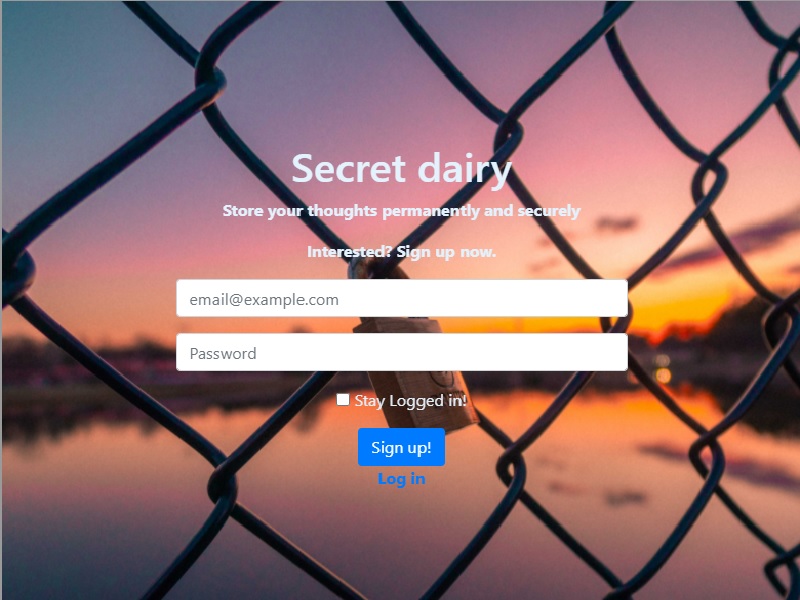 Secret dairy
Store your thoughts permanently and securely
Interested? Sign up now.
email@example.com
Password
Stay Logged in!
Sign up!
Log in